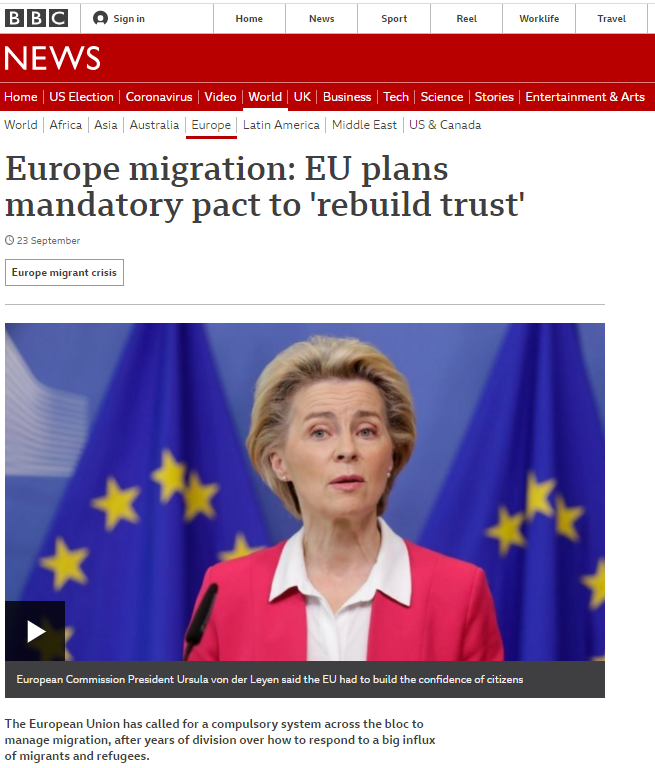 BBC Sign in Home News Sport Reel Worklife Travel
NEWS
Home US Election Coronavirus Video World UK Business Tech Science Stories Entertainment & Arts
World Africa Asia Australia Europe Latin America Middle East US & Canada
Europe migration: EU plans
mandatory pact to 'rebuild trust'
23 September
Europe migrant crisis
European Commission President Ursula von der Leyen said the EU had to build the confidence of citizens
The European Union has called for a compulsory system across the bloc to
manage migration, after years of division over how to respond to a big influx
of migrants and refugees.